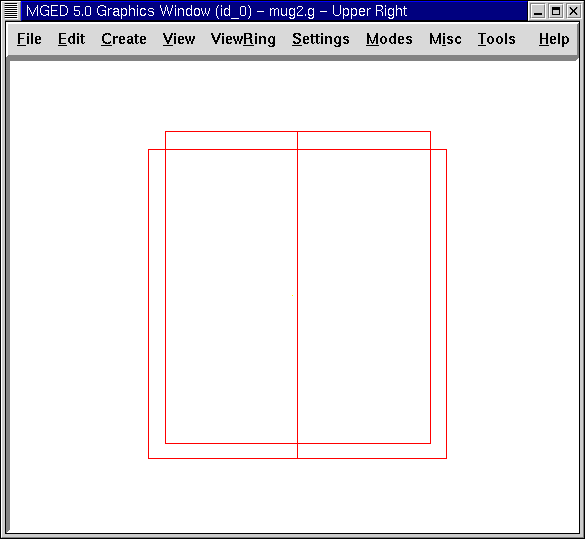 MGED 5.0 Graphics Window (id_0) – mug2.g – Upper Right
File Edit Create View ViewRing Settings Modes Misc Tools Help